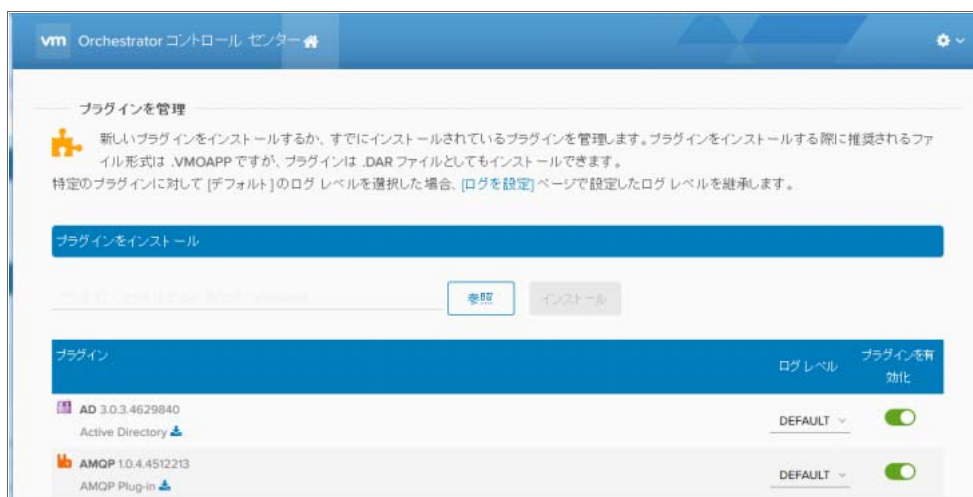 vm Orchestrator コントロール センター
プラグインを管理
新しいプラグインをインストールするか、すでにインストールされているプラグインを管理します。プラグインをインストールする際に推奨されるファ
イル形式は .VMOAPP ですが、プラグインは .DAR ファイルとしてもインストールできます。
特定のプラグインに対して [デフォルト] のログ レベルを選択した場合、[ログを設定] ページで設定したログ レベルを継承します。
プラグインをインストール
参照 インストール
プラグイン ログ レベル プラグインを有
効化
AD 3.0.3.4629840
Active Directory
DEFAULT
AMQP 1.0.4.4512213
AMQP Plug-in
DEFAULT